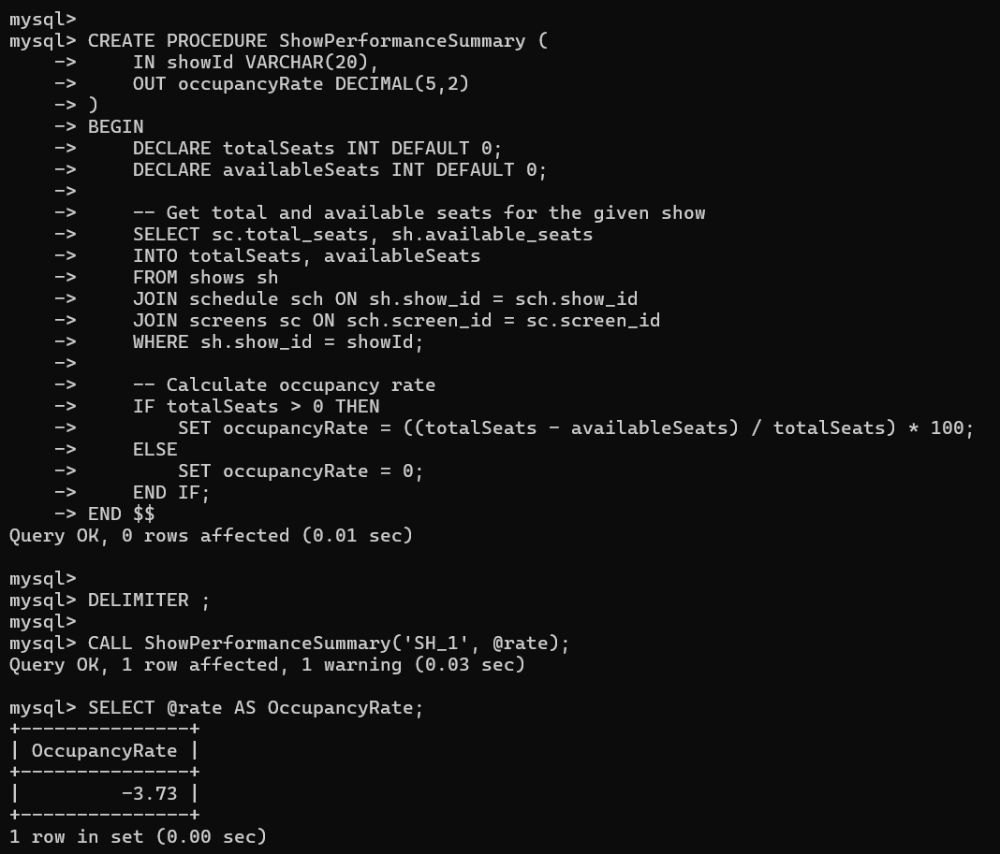 mysql>
mysql> CREATE PROCEDURE ShowPerformanceSummary (
    ->     IN showId VARCHAR(20),
    ->     OUT occupancyRate DECIMAL(5,2)
    -> )
    -> BEGIN
    ->     DECLARE totalSeats INT DEFAULT 0;
    ->     DECLARE availableSeats INT DEFAULT 0;
    ->
    ->     -- Get total and available seats for the given show
    ->     SELECT sc.total_seats, sh.available_seats
    ->     INTO totalSeats, availableSeats
    ->     FROM shows sh
    ->     JOIN schedule sch ON sh.show_id = sch.show_id
    ->     JOIN screens sc ON sch.screen_id = sc.screen_id
    ->     WHERE sh.show_id = showId;
    ->
    ->     -- Calculate occupancy rate
    ->     IF totalSeats > 0 THEN
    ->         SET occupancyRate = ((totalSeats - availableSeats) / totalSeats) * 100;
    ->     ELSE
    ->         SET occupancyRate = 0;
    ->     END IF;
    -> END $$
Query OK, 0 rows affected (0.01 sec)

mysql>
mysql> DELIMITER ;
mysql>
mysql> CALL ShowPerformanceSummary('SH_1', @rate);
Query OK, 1 row affected, 1 warning (0.03 sec)

mysql> SELECT @rate AS OccupancyRate;
+---------------+
| OccupancyRate |
+---------------+
|         -3.73 |
+---------------+
1 row in set (0.00 sec)